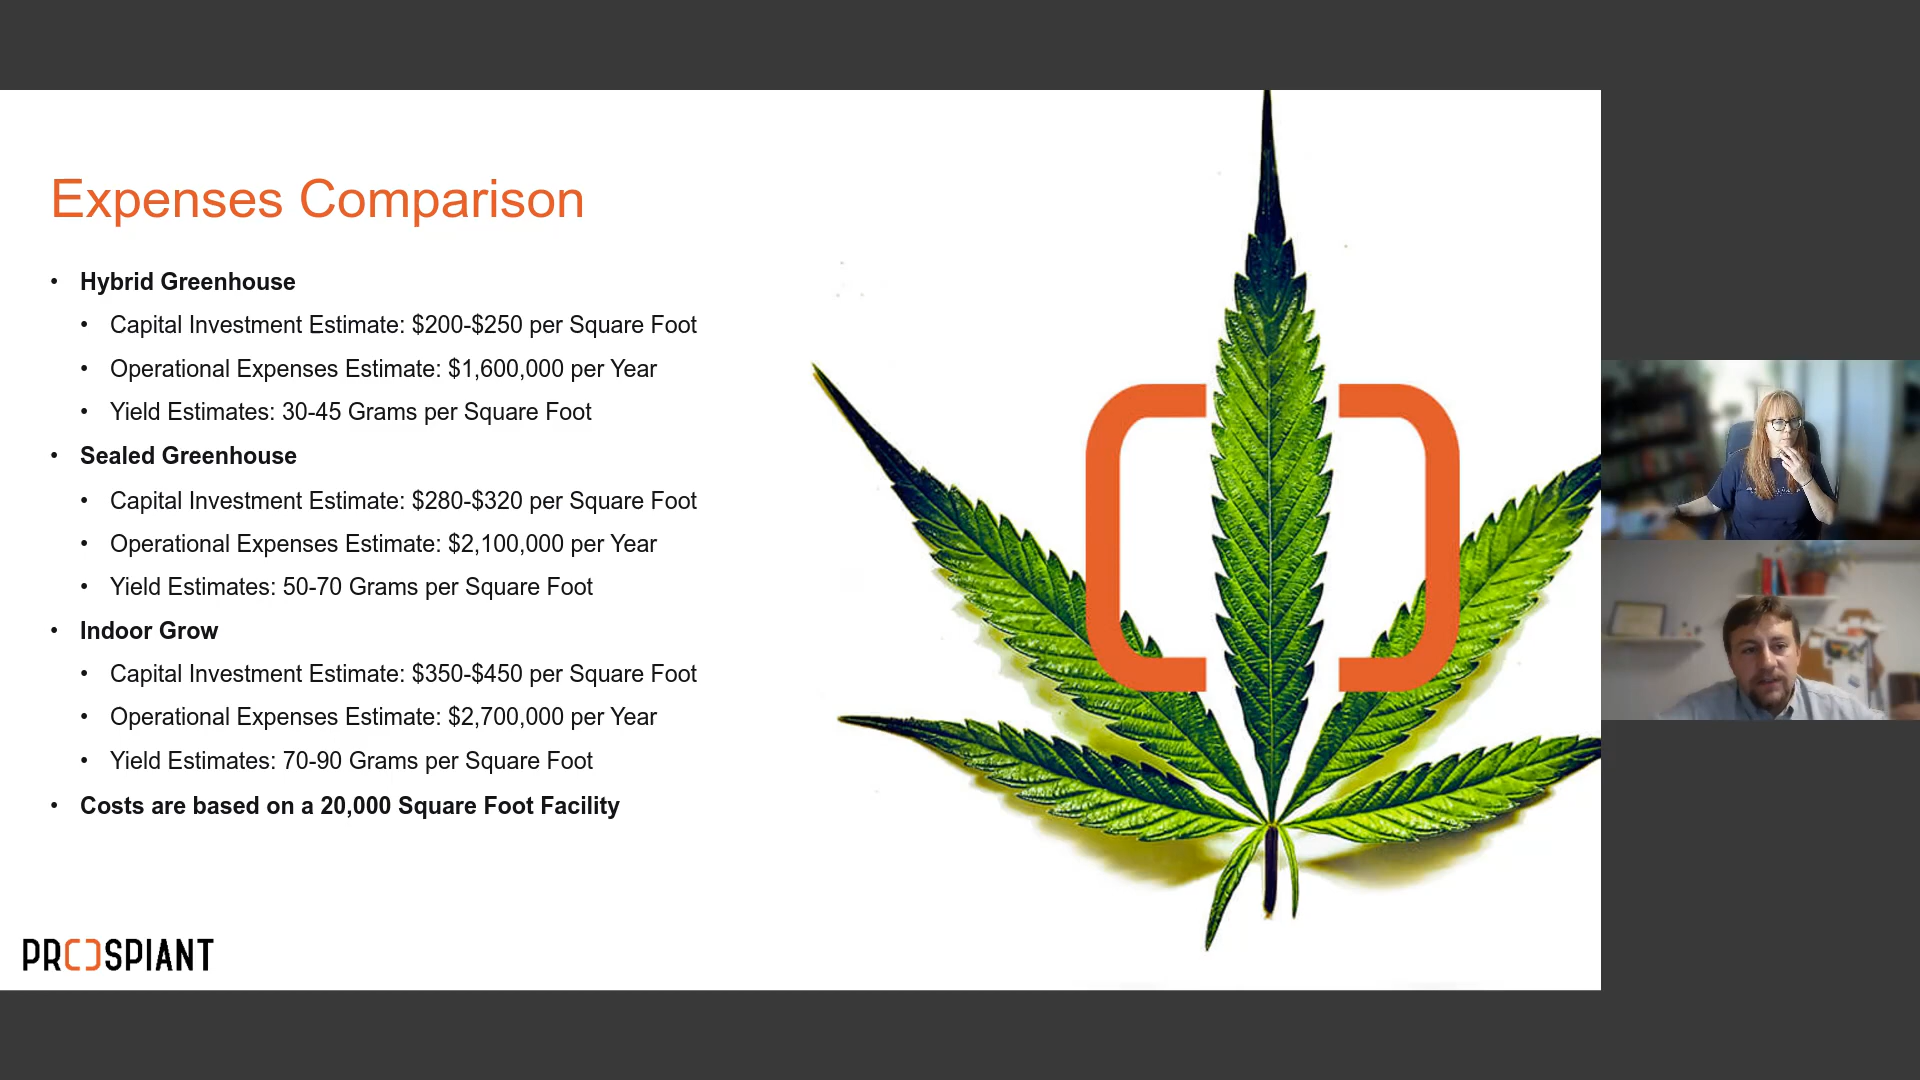 Expenses Comparison
• Hybrid Greenhouse
• Capital Investment Estimate: $200-$250 per Square Foot
• Operational Expenses Estimate: $1,600,000 per Year
• Yield Estimates: 30-45 Grams per Square Foot
• Sealed Greenhouse
• Capital Investment Estimate: $280-$320 per Square Foot
• Operational Expenses Estimate: $2,100,000 per Year
• Yield Estimates: 50-70 Grams per Square Foot
• Indoor Grow
• Capital Investment Estimate: $350-$450 per Square Foot
• Operational Expenses Estimate: $2,700,000 per Year
• Yield Estimates: 70-90 Grams per Square Foot
• Costs are based on a 20,000 Square Foot Facility
PROSPIANT